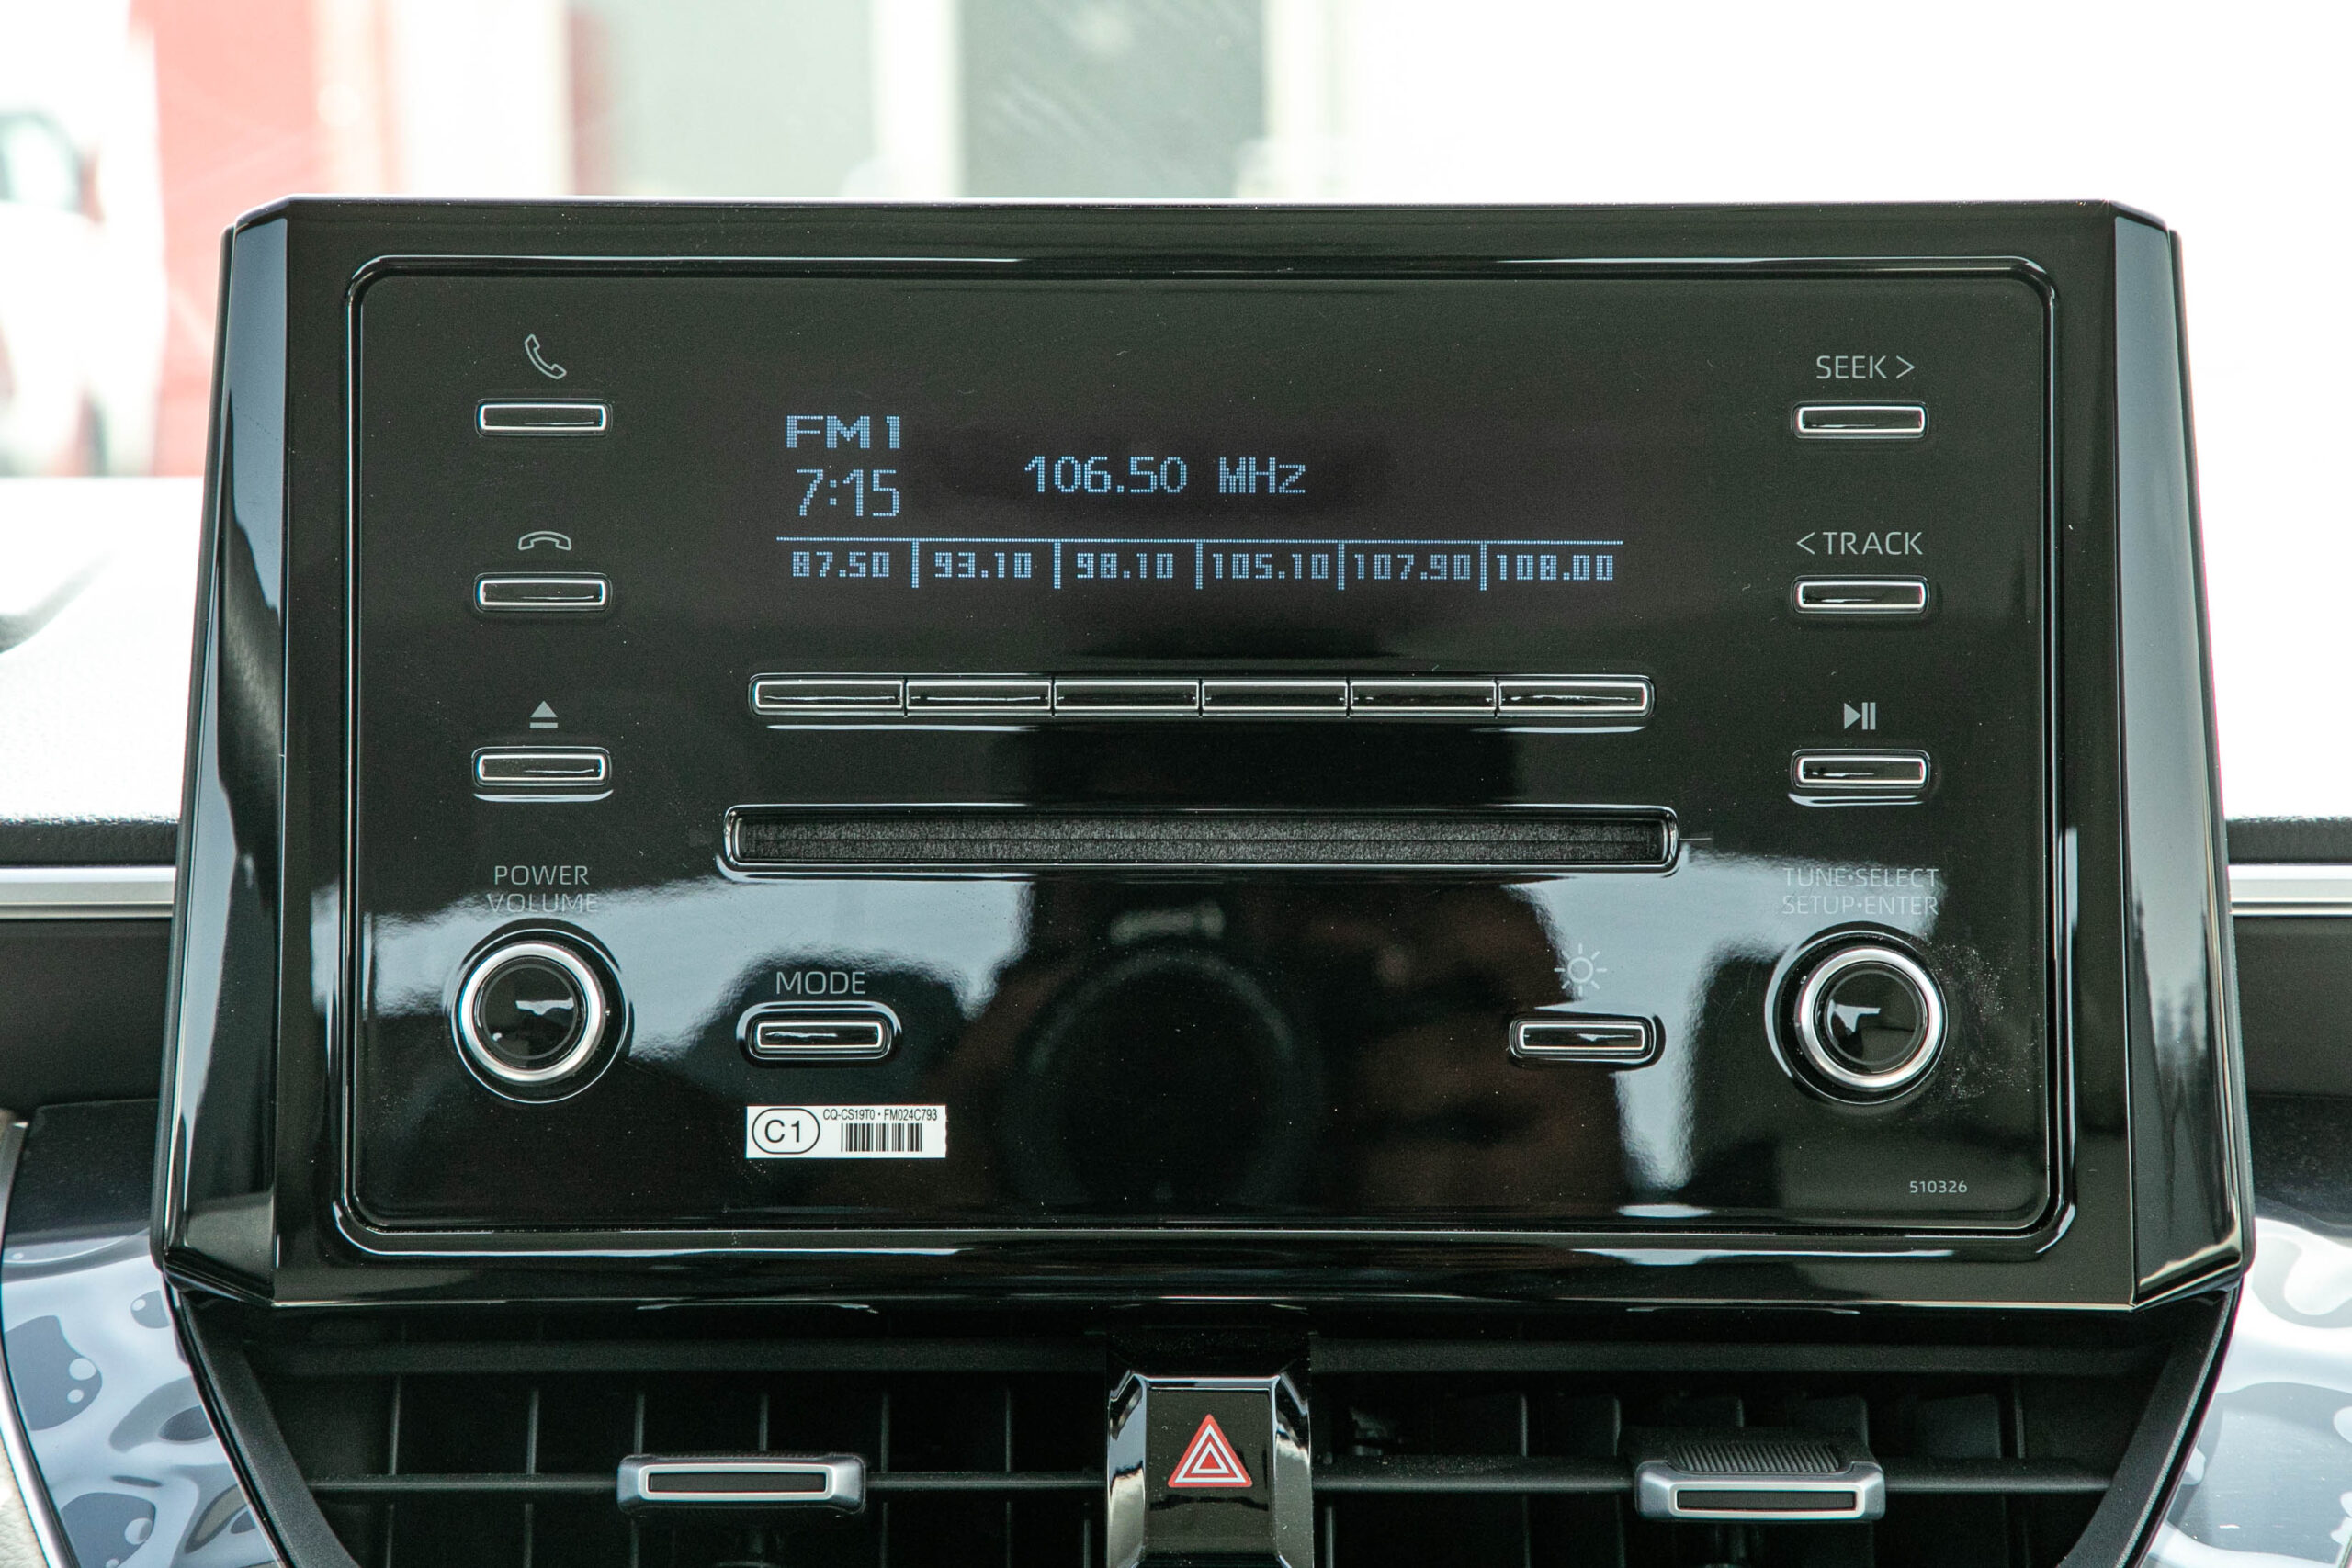 SEEK >
FM1
7:15
106.50 MHz
< TRACK
87.50 93.10 98.10 105.10 107.90 108.00
POWER
VOLUME
TUNE•SELECT
SETUP•ENTER
MODE
C1
CQ-CS19T0 • FM024C793
510326